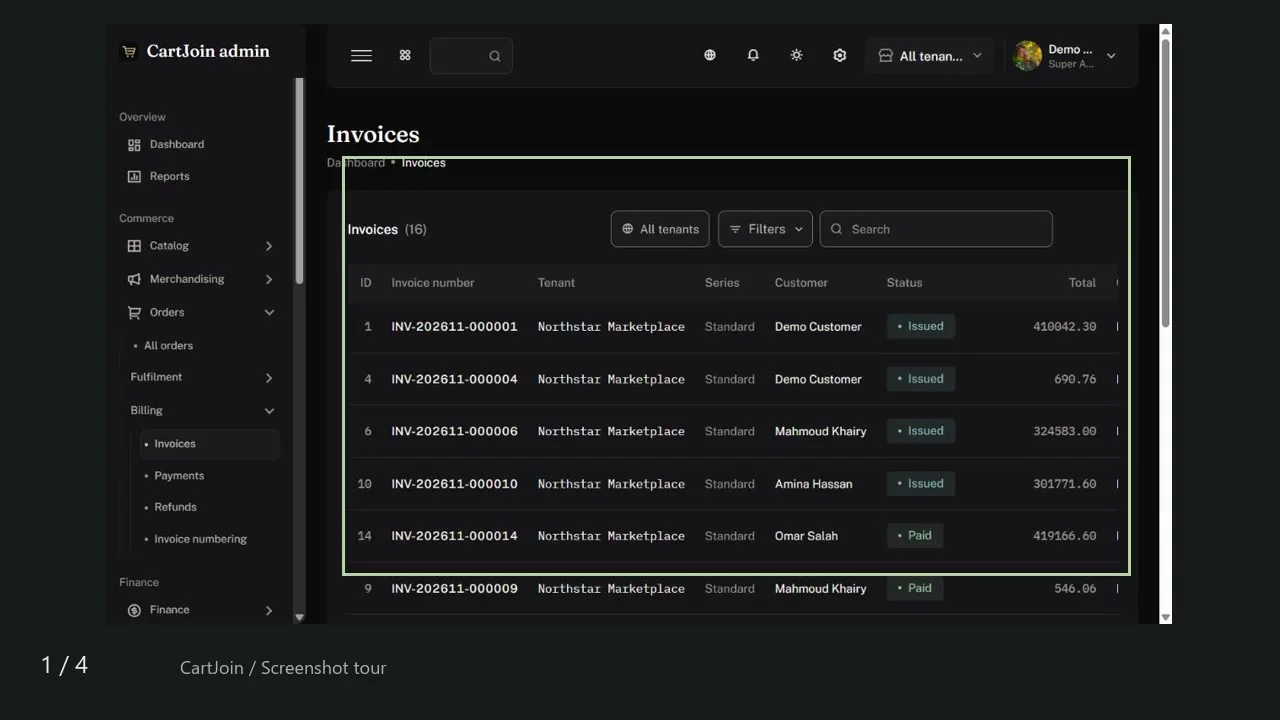 CartJoin admin
All tenan...
Demo ...
Super A...
Overview
Dashboard
Reports
Commerce
Catalog
Merchandising
Orders
• All orders
Fulfilment
Billing
• Invoices
• Payments
• Refunds
• Invoice numbering
Finance
Finance
Invoices
Dashboard • Invoices
Invoices (16)
All tenants
Filters
Search
ID Invoice number Tenant Series Customer Status Total
1 INV-202611-000001 Northstar Marketplace Standard Demo Customer • Issued 410042.30
4 INV-202611-000004 Northstar Marketplace Standard Demo Customer • Issued 690.76
6 INV-202611-000006 Northstar Marketplace Standard Mahmoud Khairy • Issued 324583.00
10 INV-202611-000010 Northstar Marketplace Standard Amina Hassan • Issued 301771.60
14 INV-202611-000014 Northstar Marketplace Standard Omar Salah • Paid 419166.60
9 INV-202611-000009 Northstar Marketplace Standard Mahmoud Khairy • Paid 546.06
1 / 4
CartJoin / Screenshot tour